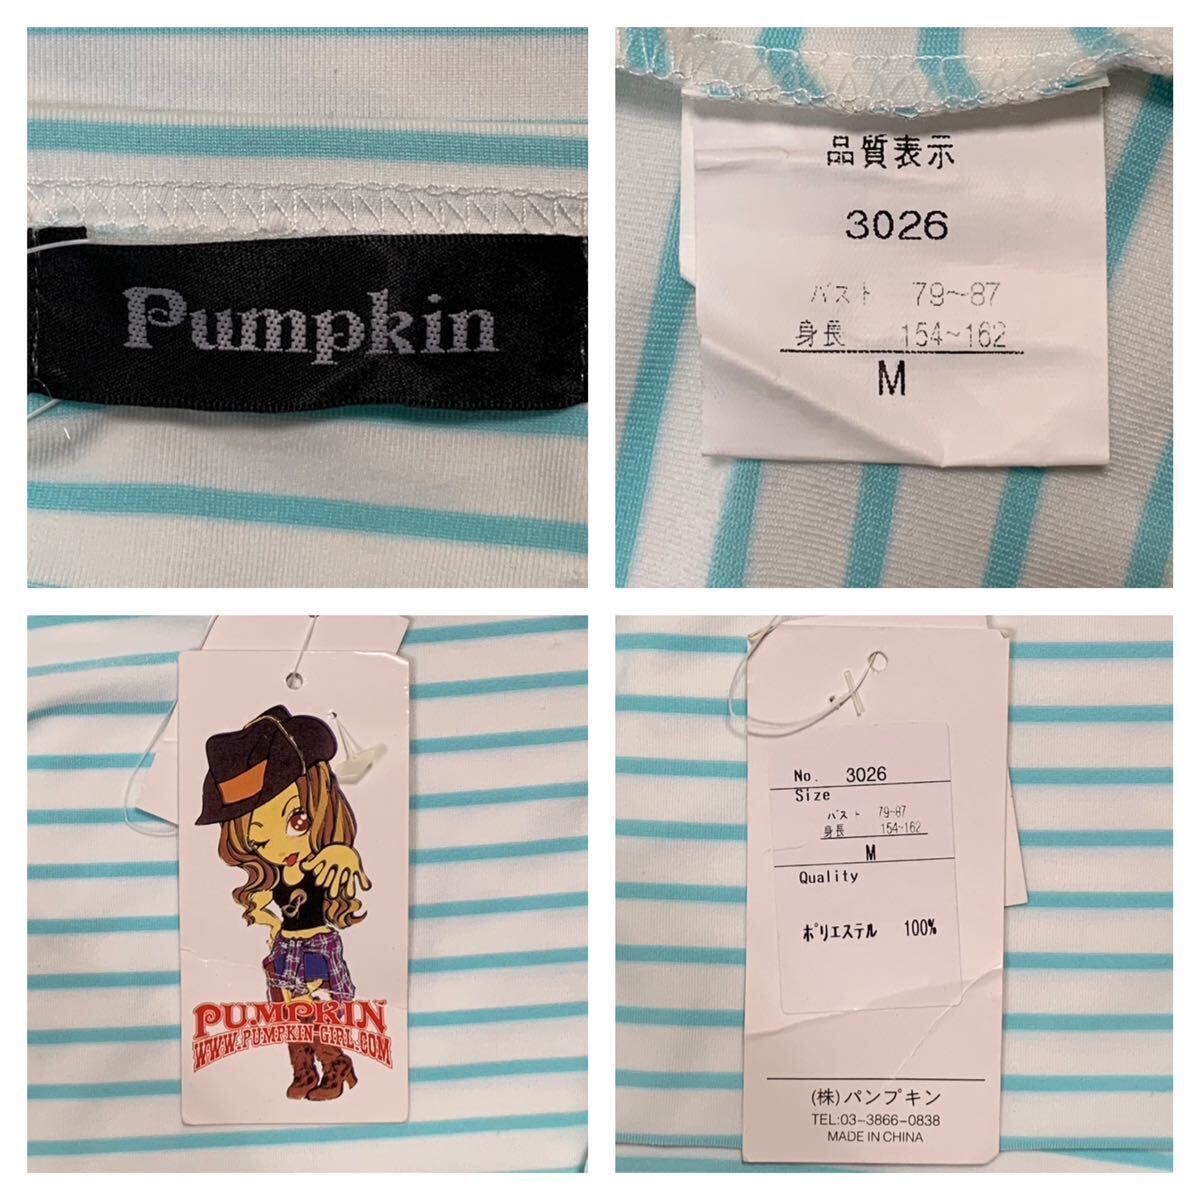 Pumpkin
品質表示
3026
バスト 79~87
身長 154~162
M
PUMPKIN
WWW.PUMPKIN-GIRL.COM
No. 3026
Size
バスト 79~87
身長 154~162
M
Quality
ポリエステル 100%
(株)パンプキン
TEL:03-3866-0838
MADE IN CHINA